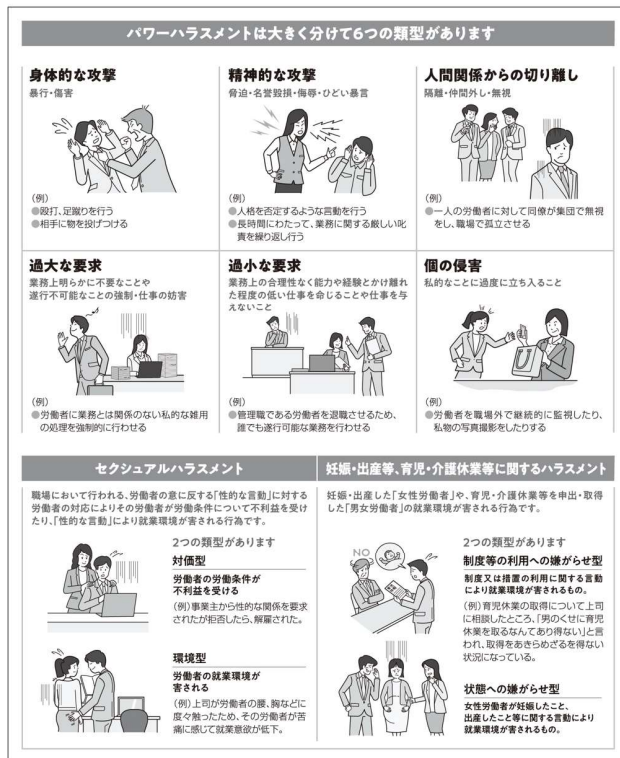 パワーハラスメントは大きく分けて6つの類型があります
身体的な攻撃
暴行・傷害
(例)
●殴打、足蹴りを行う
●相手に物を投げつける
精神的な攻撃
脅迫・名誉毀損・侮辱・ひどい暴言
(例)
●人格を否定するような言動を行う
●長時間にわたって、業務に関する厳しい叱
責を繰り返し行う
人間関係からの切り離し
隔離・仲間外し・無視
(例)
●一人の労働者に対して同僚が集団で無視
をし、職場で孤立させる
過大な要求
業務上明らかに不要なことや
遂行不可能なことの強制・仕事の妨害
(例)
●労働者に業務とは関係のない私的な雑用
の処理を強制的に行わせる
過小な要求
業務上の合理性なく能力や経験とかけ離れ
た程度の低い仕事を命じることや仕事を与
えないこと
(例)
●管理職である労働者を退職させるため、
誰でも遂行可能な業務を行わせる
個の侵害
私的なことに過度に立ち入ること
(例)
●労働者を職場外で継続的に監視したり、
私物の写真撮影をしたりする
セクシュアルハラスメント
職場において行われる、労働者の意に反する「性的な言動」に対する
労働者の対応によりその労働者が労働条件について不利益を受け
たり、「性的な言動」により就業環境が害される行為です。
2つの類型があります
対価型
労働者の労働条件が
不利益を受ける
(例)事業主から性的な関係を要求
されたが拒否したら、解雇された。
環境型
労働者の就業環境が
害される
(例)上司が労働者の腰、胸などに
度々触ったため、その労働者が苦
痛に感じて就業意欲が低下。
妊娠・出産等、育児・介護休業等に関するハラスメント
妊娠・出産した「女性労働者」や、育児・介護休業等を申出・取得
した「男女労働者」の就業環境が害される行為です。
NO
2つの類型があります
制度等の利用への嫌がらせ型
制度又は措置の利用に関する言動
により就業環境が害されるもの。
(例)育児休業の取得について上司
に相談したところ、「男のくせに育児
休業を取るなんてあり得ない」と言
われ、取得をあきらめざるを得ない
状況になっている。
状態への嫌がらせ型
女性労働者が妊娠したこと、
出産したこと等に関する言動により
就業環境が害されるもの。